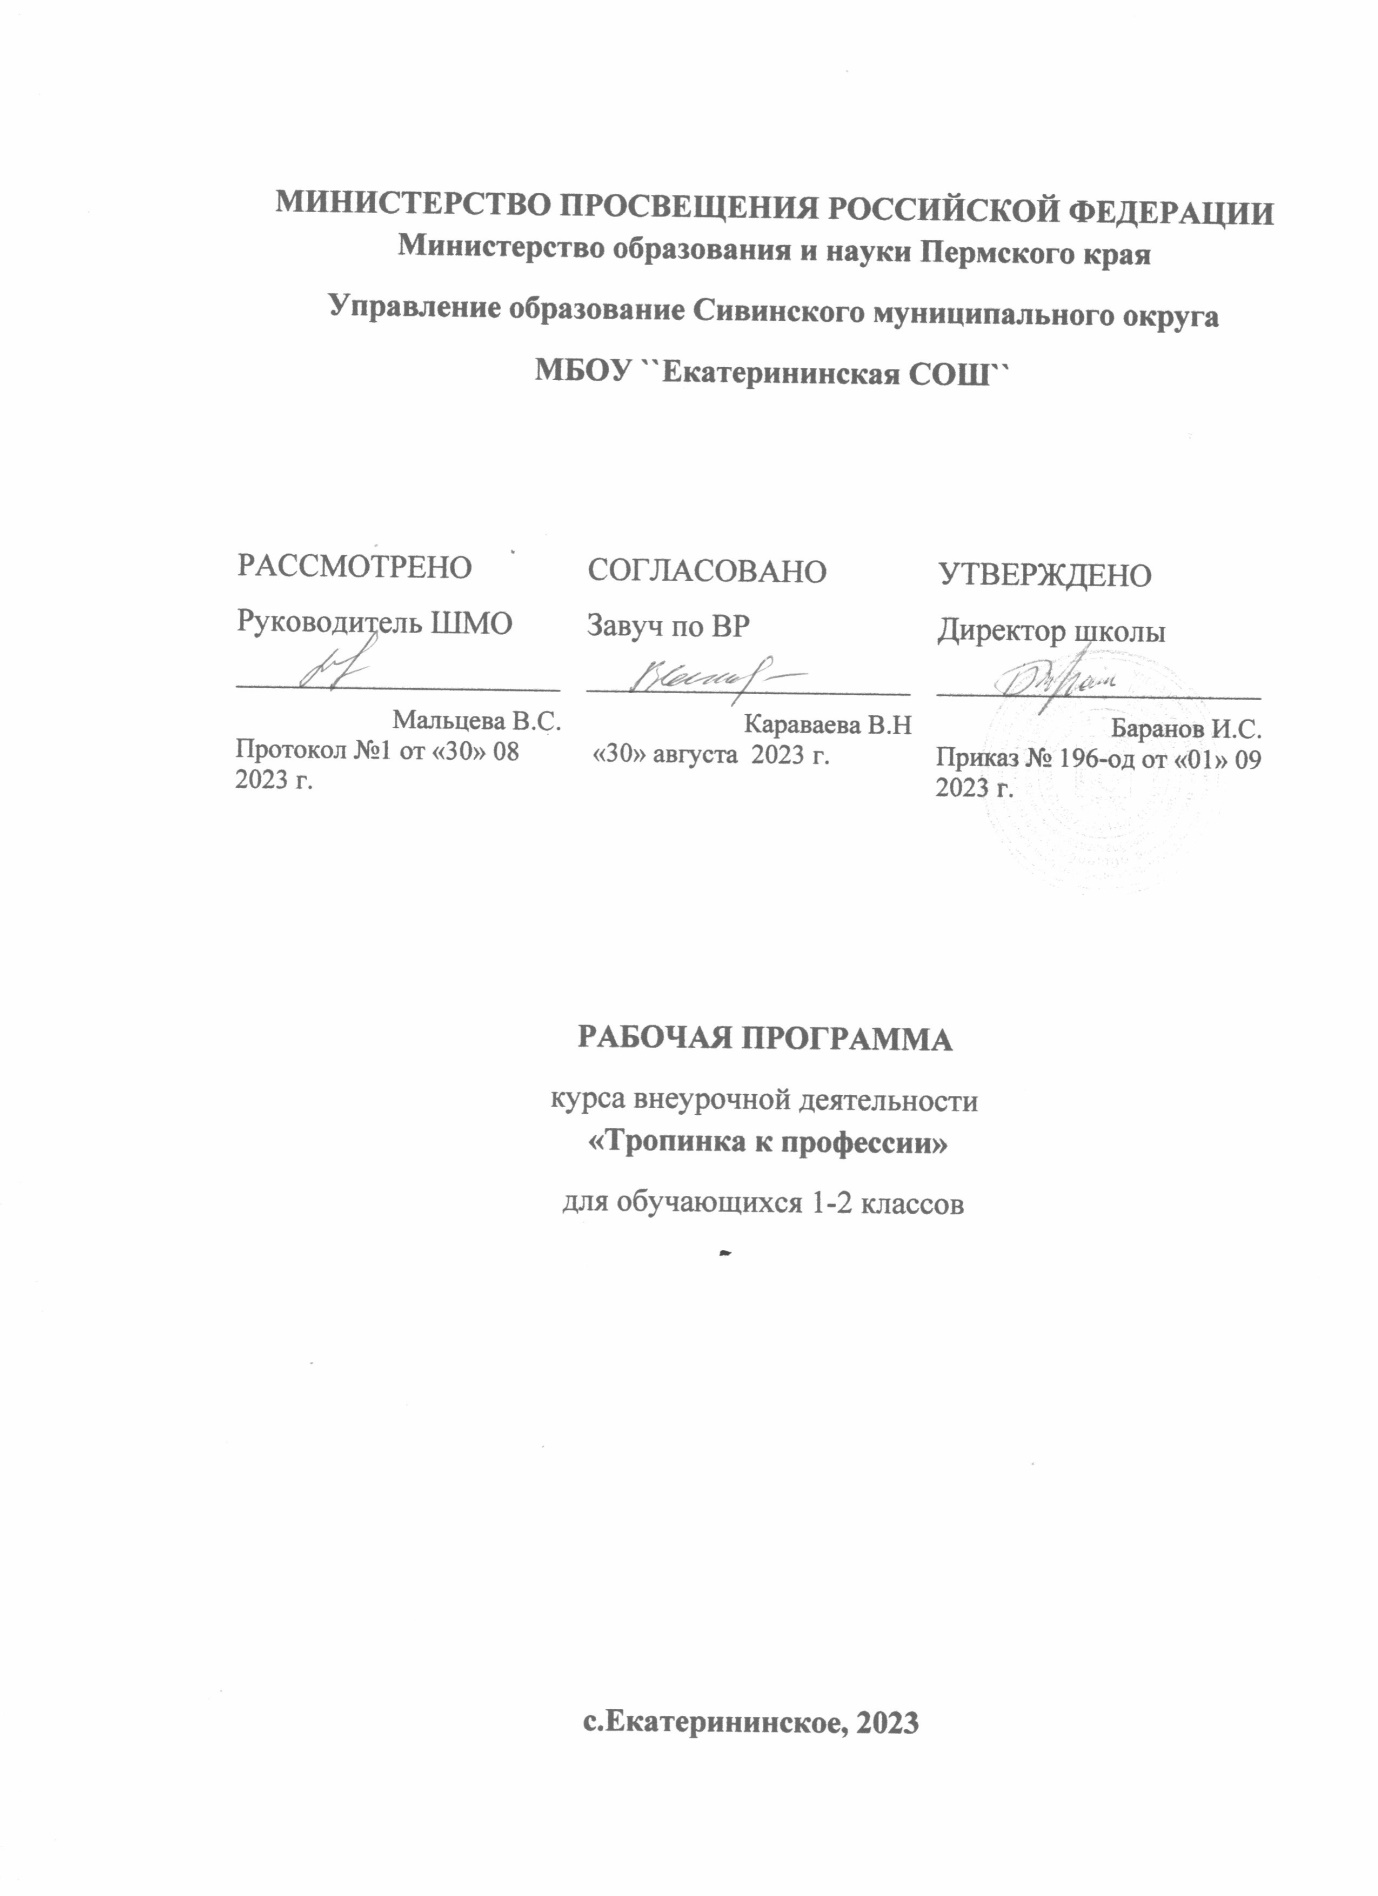 МИНИСТЕРСТВО ПРОСВЕЩЕНИЯ РОССИЙСКОЙ ФЕДЕРАЦИИ
Министерство образования и науки Пермского края
Управление образование Сивинского муниципального округа
МБОУ ``Екатерининская СОШ``
РАССМОТРЕНО
Руководитель ШМО
Мальцева В.С.
Протокол №1 от «30» 08
2023 г.
СОГЛАСОВАНО
Завуч по ВР
Караваева В.Н
«30» августа 2023 г.
УТВЕРЖДЕНО
Директор школы
Баранов И.С.
Приказ № 196-од от «01» 09
2023 г.
РАБОЧАЯ ПРОГРАММА
курса внеурочной деятельности
«Тропинка к профессии»
для обучающихся 1-2 классов
с.Екатерининское, 2023